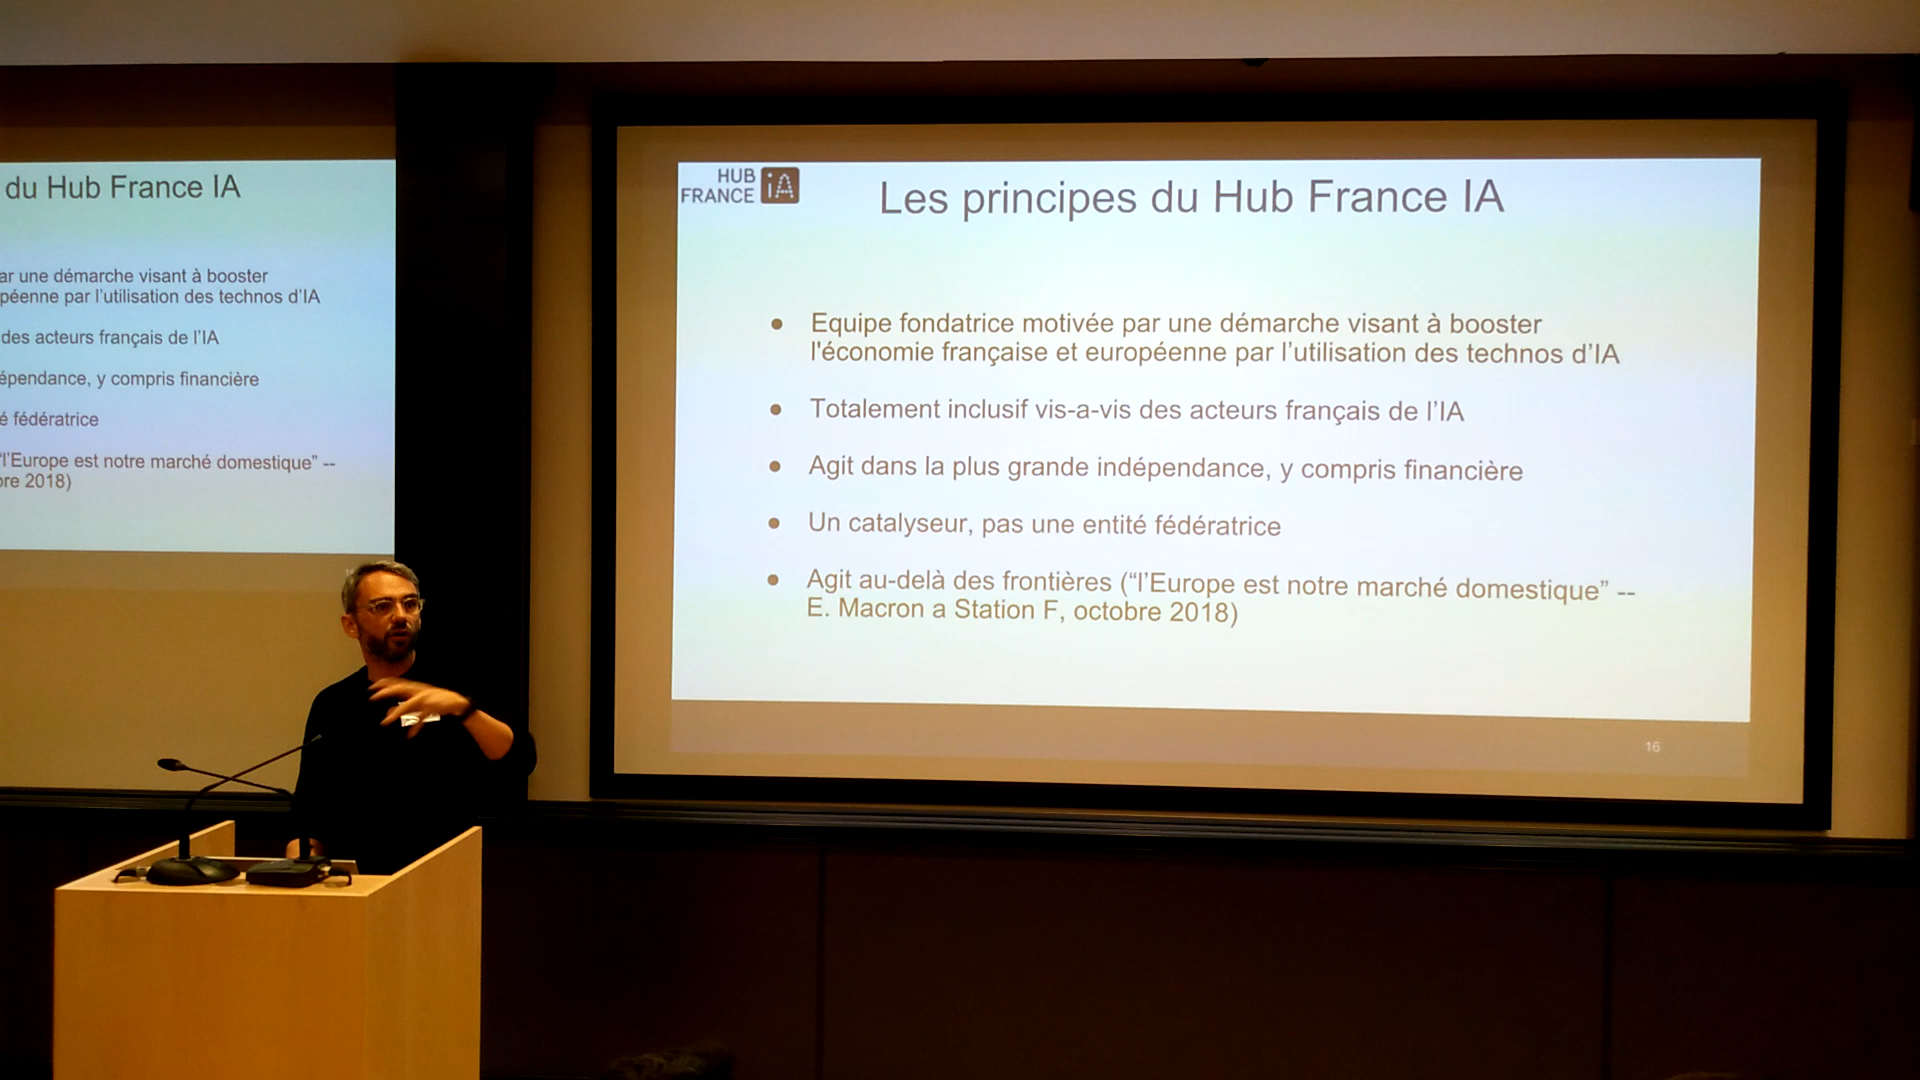 du Hub France IA
ar une démarche visant à booster
péenne par l'utilisation des technos d'IA
des acteurs français de l'IA
épendance, y compris financière
é fédératrice
"l'Europe est notre marché domestique" --
bre 2018)
HUB
FRANCE
iA
Les principes du Hub France IA
● Equipe fondatrice motivée par une démarche visant à booster
l'économie française et européenne par l'utilisation des technos d'IA
● Totalement inclusif vis-a-vis des acteurs français de l'IA
● Agit dans la plus grande indépendance, y compris financière
● Un catalyseur, pas une entité fédératrice
● Agit au-delà des frontières ("l'Europe est notre marché domestique" --
E. Macron a Station F, octobre 2018)
16